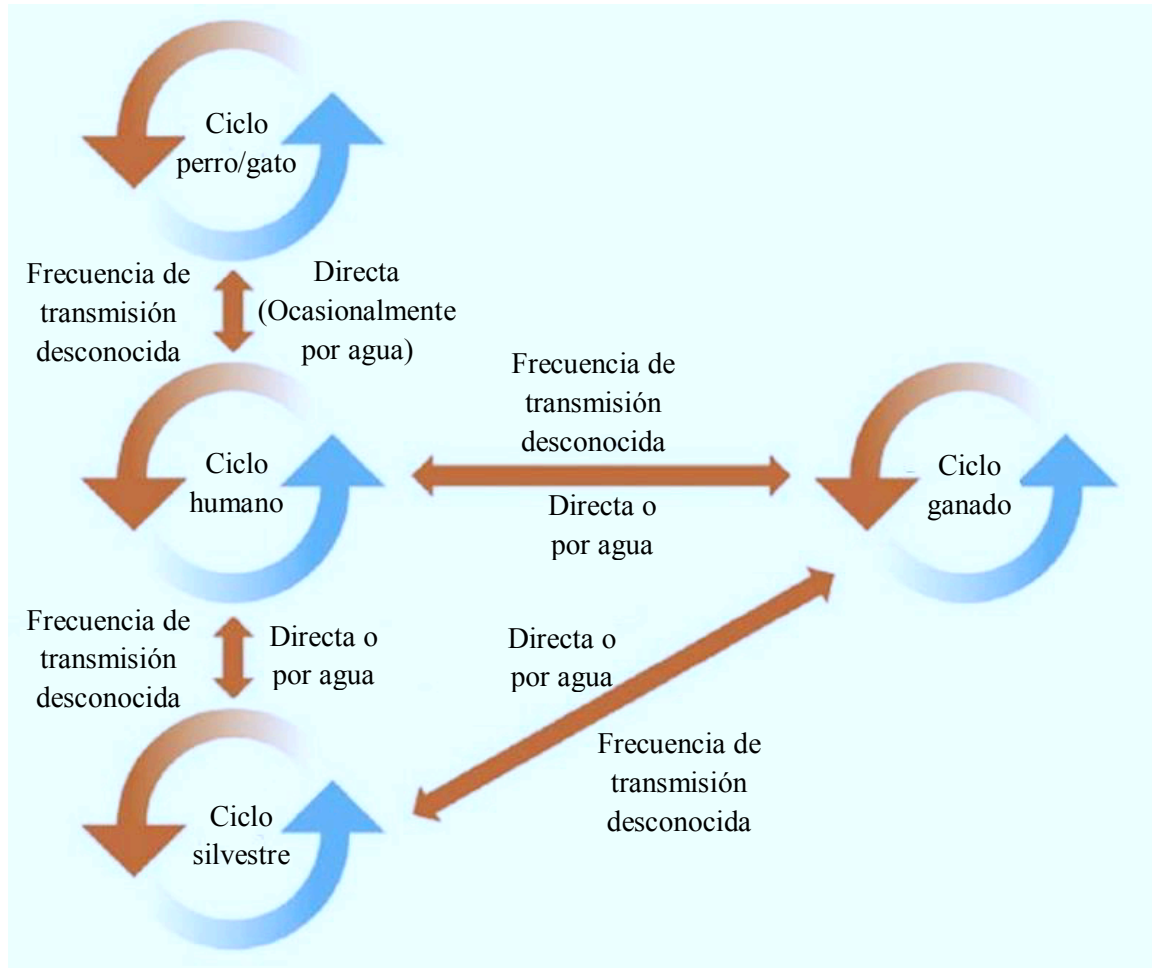 Ciclo
perro/gato
Frecuencia de
transmisión
desconocida
Directa
(Ocasionalmente
por agua)
Ciclo
humano
Frecuencia de
transmisión
desconocida
Directa o
por agua
Ciclo
ganado
Frecuencia de
transmisión
desconocida
Directa o
por agua
Directa o
por agua
Frecuencia de
transmisión
desconocida
Ciclo
silvestre